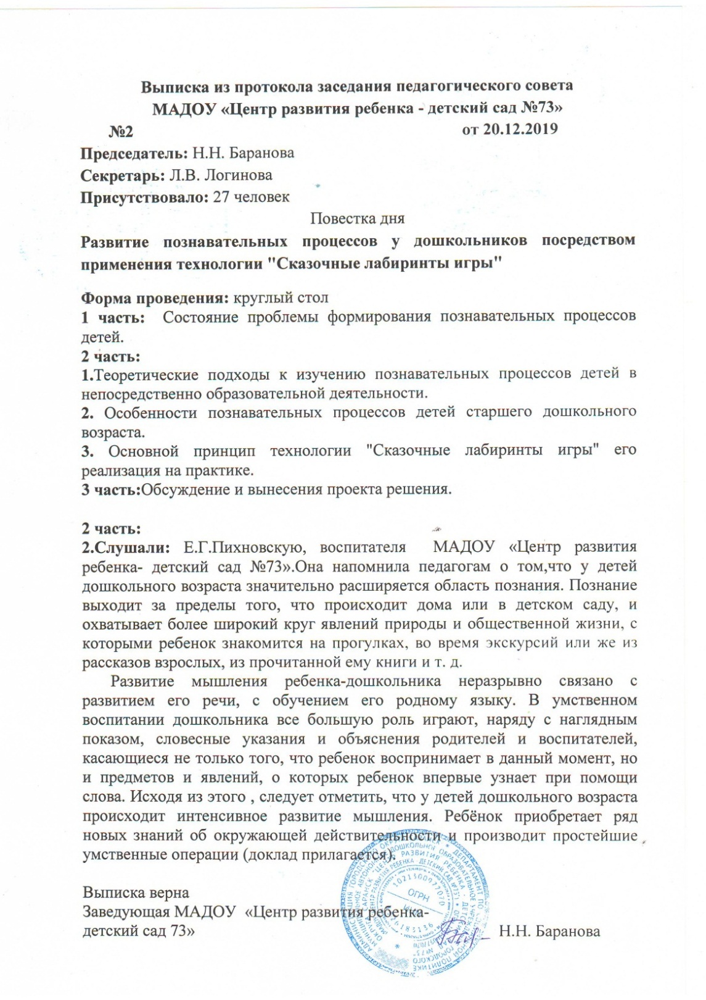 Выписка из протокола заседания педагогического совета
МАДОУ «Центр развития ребенка - детский сад №73»
№2 от 20.12.2019
Председатель: Н.Н. Баранова
Секретарь: Л.В. Логинова
Присутствовало: 27 человек
Повестка дня
Развитие познавательных процессов у дошкольников посредством
применения технологии "Сказочные лабиринты игры"
Форма проведения: круглый стол
1 часть: Состояние проблемы формирования познавательных процессов
детей.
2 часть:
1.Теоретические подходы к изучению познавательных процессов детей в
непосредственно образовательной деятельности.
2. Особенности познавательных процессов детей старшего дошкольного
возраста.
3. Основной принцип технологии "Сказочные лабиринты игры" его
реализация на практике.
3 часть:Обсуждение и вынесения проекта решения.
2 часть:
2.Слушали: Е.Г.Пихновскую, воспитателя МАДОУ «Центр развития
ребенка- детский сад №73».Она напомнила педагогам о том,что у детей
дошкольного возраста значительно расширяется область познания. Познание
выходит за пределы того, что происходит дома или в детском саду, и
охватывает более широкий круг явлений природы и общественной жизни, с
которыми ребенок знакомится на прогулках, во время экскурсий или же из
рассказов взрослых, из прочитанной ему книги и т. д.
Развитие мышления ребенка-дошкольника неразрывно связано с
развитием его речи, с обучением его родному языку. В умственном
воспитании дошкольника все большую роль играют, наряду с наглядным
показом, словесные указания и объяснения родителей и воспитателей,
касающиеся не только того, что ребенок воспринимает в данный момент, но
и предметов и явлений, о которых ребенок впервые узнает при помощи
слова. Исходя из этого , следует отметить, что у детей дошкольного возраста
происходит интенсивное развитие мышления. Ребёнок приобретает ряд
новых знаний об окружающей действительности и производит простейшие
умственные операции (доклад прилагается).
Выписка верна
Заведующая МАДОУ «Центр развития ребенка-
детский сад 73» Н.Н. Баранова
ОГРН